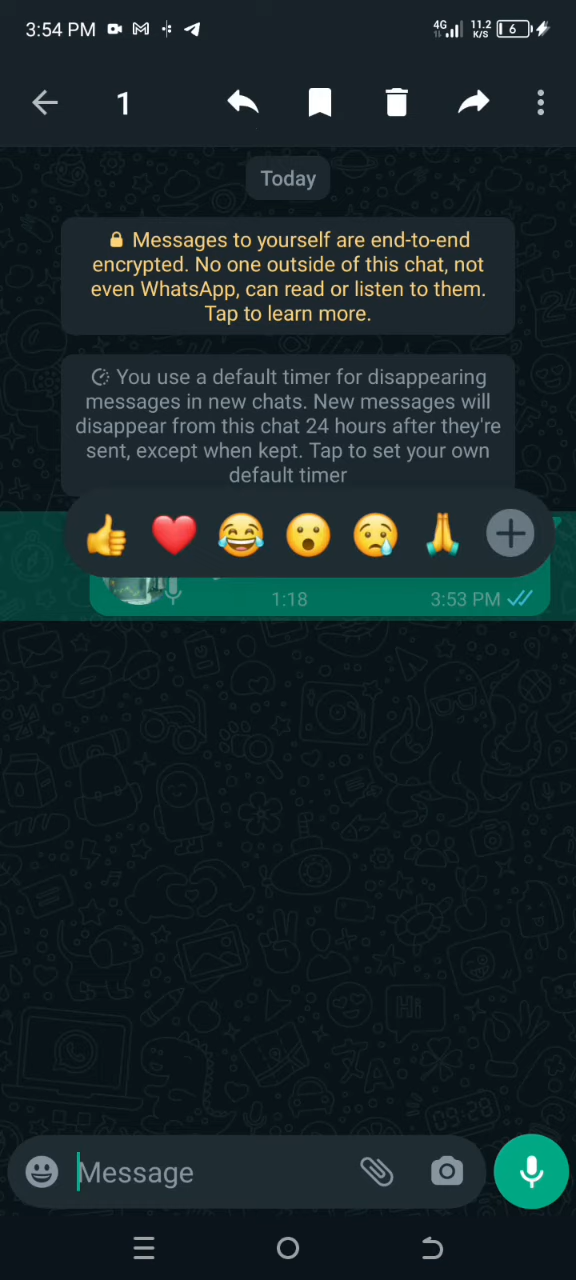 3:54 PM
4G 11.2 K/S 6
1
Today
Messages to yourself are end-to-end
encrypted. No one outside of this chat, not
even WhatsApp, can read or listen to them.
Tap to learn more.
You use a default timer for disappearing
messages in new chats. New messages will
disappear from this chat 24 hours after they're
sent, except when kept. Tap to set your own
default timer
1:18 3:53 PM
Hi
09:28
Message